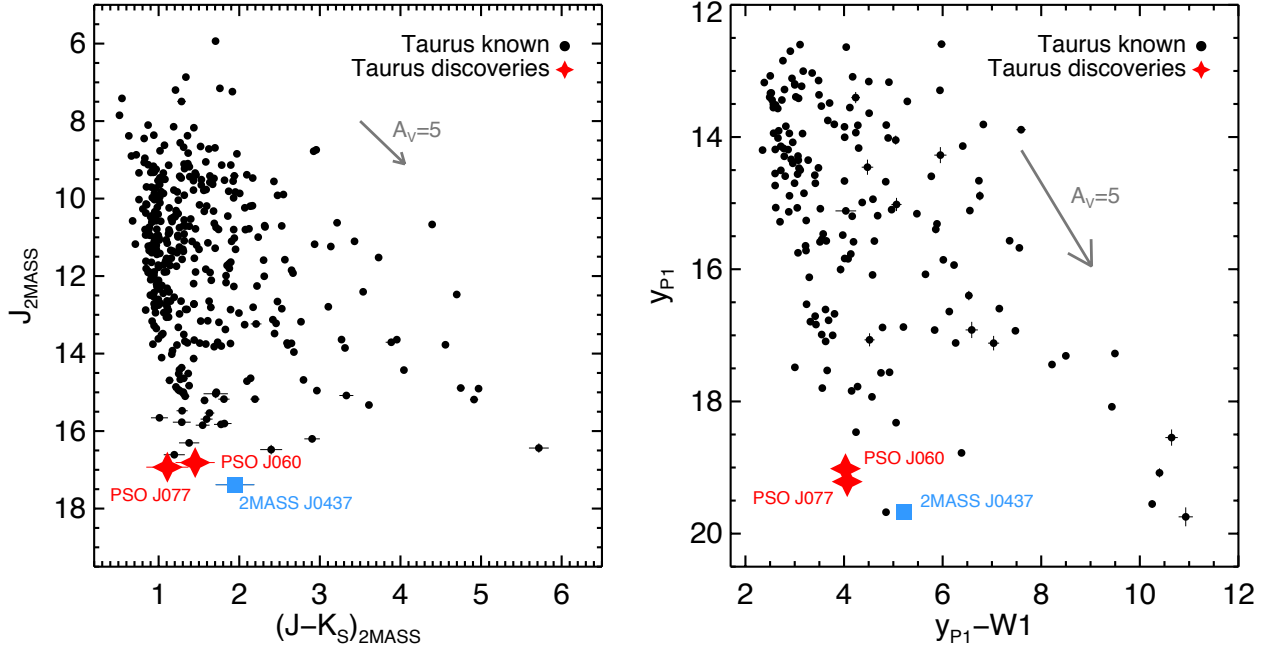 Taurus known
Taurus discoveries
A_V=5
PSO J060
PSO J077
2MASS J0437
6
8
10
12
14
16
18
J_2MASS
1
2
3
4
5
6
(J−K_S)_2MASS
Taurus known
Taurus discoveries
A_V=5
PSO J060
PSO J077
2MASS J0437
12
14
16
18
20
y_P1
2
4
6
8
10
12
y_P1−W1